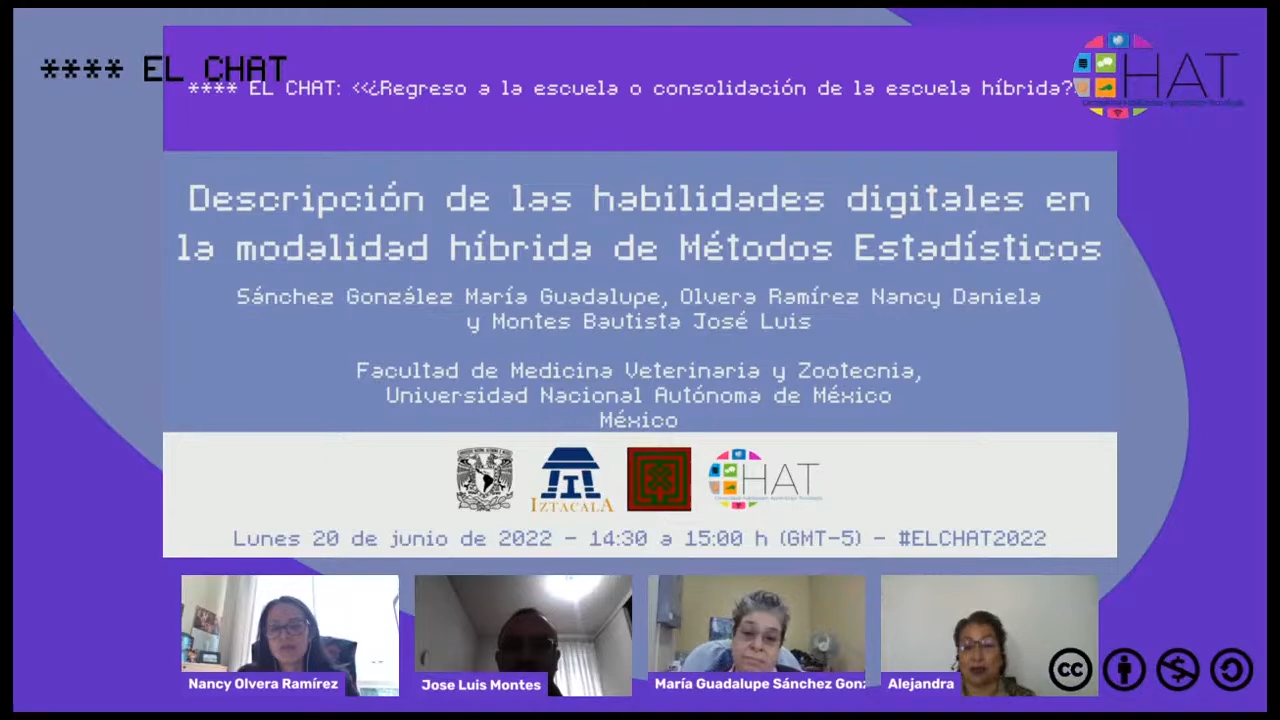 **** EL CHAT
**** EL CHAT: <<¿Regreso a la escuela o consolidación de la escuela híbrida?
HAT
Descripción de las habilidades digitales en
la modalidad híbrida de Métodos Estadísticos
Sánchez González María Guadalupe, Olvera Ramírez Nancy Daniela
y Montes Bautista José Luis
Facultad de Medicina Veterinaria y Zootecnia,
Universidad Nacional Autónoma de México
México
IZTACALA
HAT
Lunes 20 de junio de 2022 - 14:30 a 15:00 h (GMT-5) - #ELCHAT2022
Nancy Olvera Ramírez
Jose Luis Montes
María Guadalupe Sánchez Gonz
Alejandra
cc